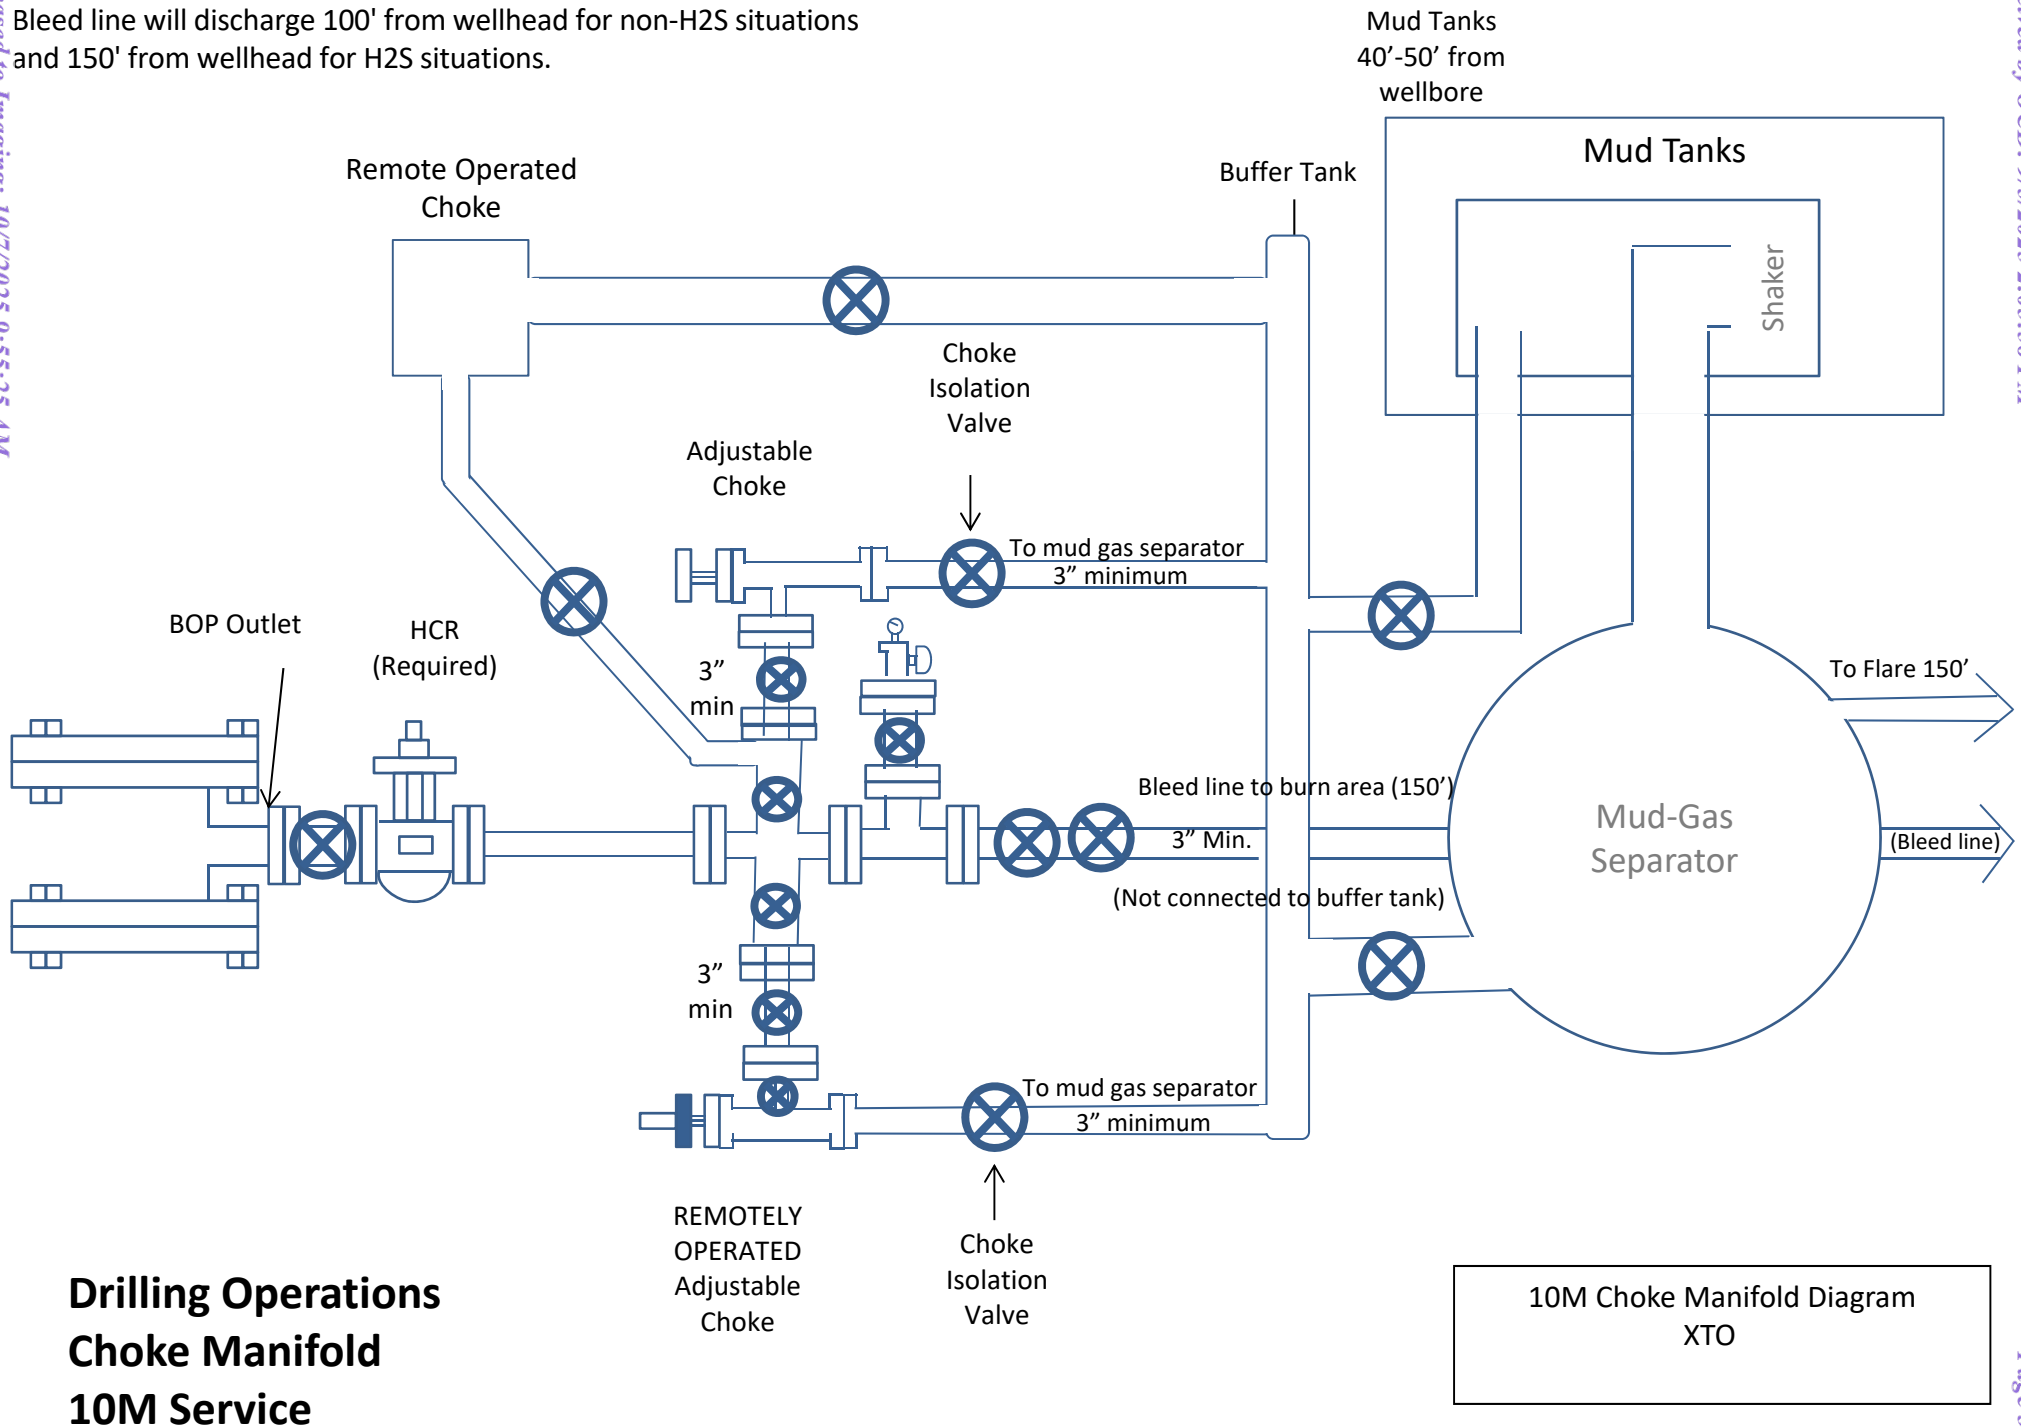 Bleed line will discharge 100' from wellhead for non-H2S situations
and 150' from wellhead for H2S situations.
Mud Tanks
40’-50’ from
wellbore
Mud Tanks
Shaker
Remote Operated
Choke
Buffer Tank
Choke
Isolation
Valve
Adjustable
Choke
To mud gas separator
3” minimum
BOP Outlet
HCR
(Required)
3”
min
To Flare 150’
Bleed line to burn area (150’)
3” Min.
(Not connected to buffer tank)
Mud-Gas
Separator
(Bleed line)
3”
min
To mud gas separator
3” minimum
REMOTELY
OPERATED
Adjustable
Choke
Choke
Isolation
Valve
Drilling Operations
Choke Manifold
10M Service
10M Choke Manifold Diagram
XTO